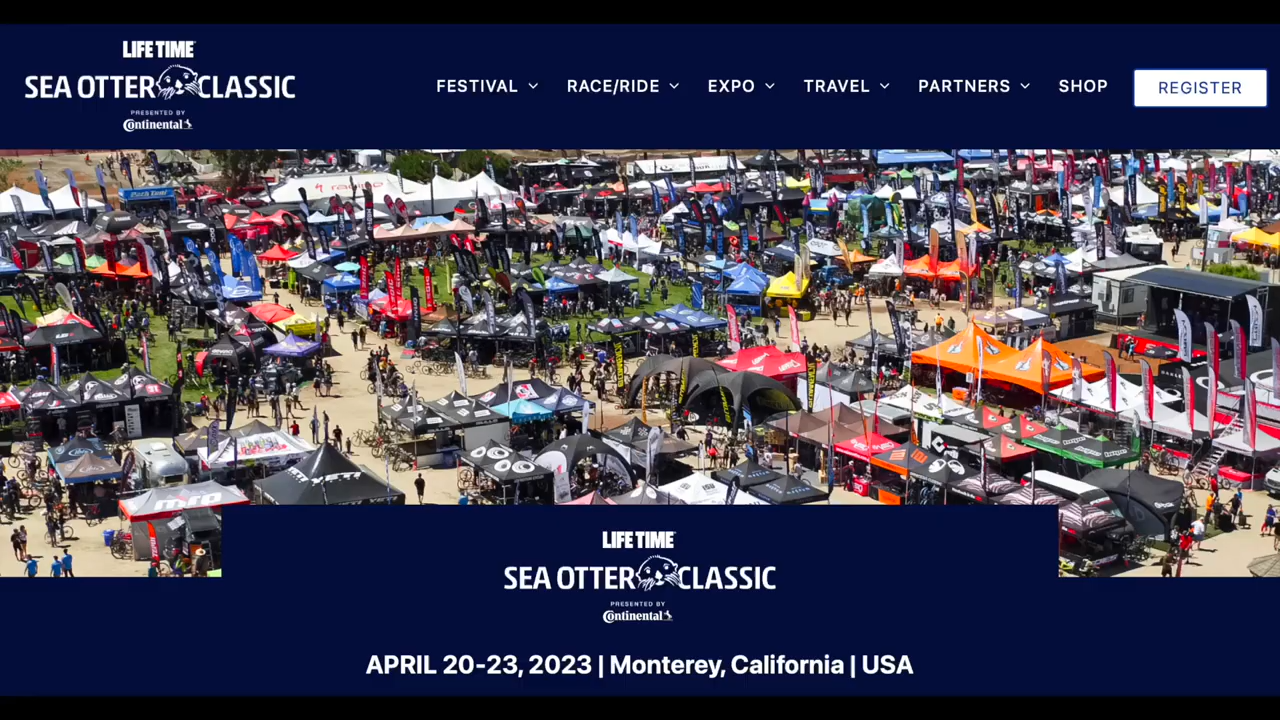 LIFE TIME
SEA OTTER CLASSIC
PRESENTED BY
Continental
FESTIVAL RACE/RIDE EXPO TRAVEL PARTNERS SHOP REGISTER
YETI
LIFE TIME
SEA OTTER CLASSIC
PRESENTED BY
Continental
APRIL 20-23, 2023 | Monterey, California | USA